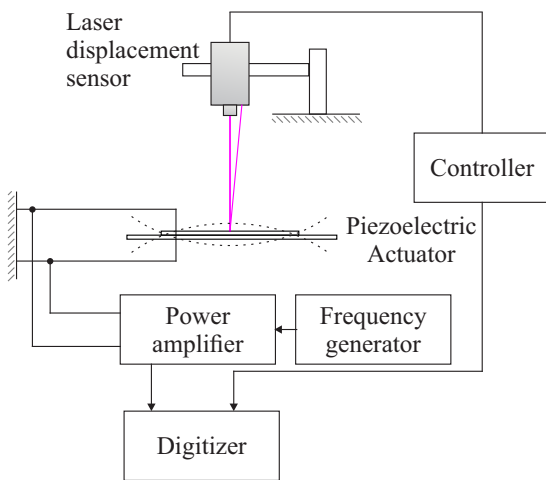 Laser
displacement
sensor
Controller
Piezoelectric
Actuator
Power
amplifier
Frequency
generator
Digitizer